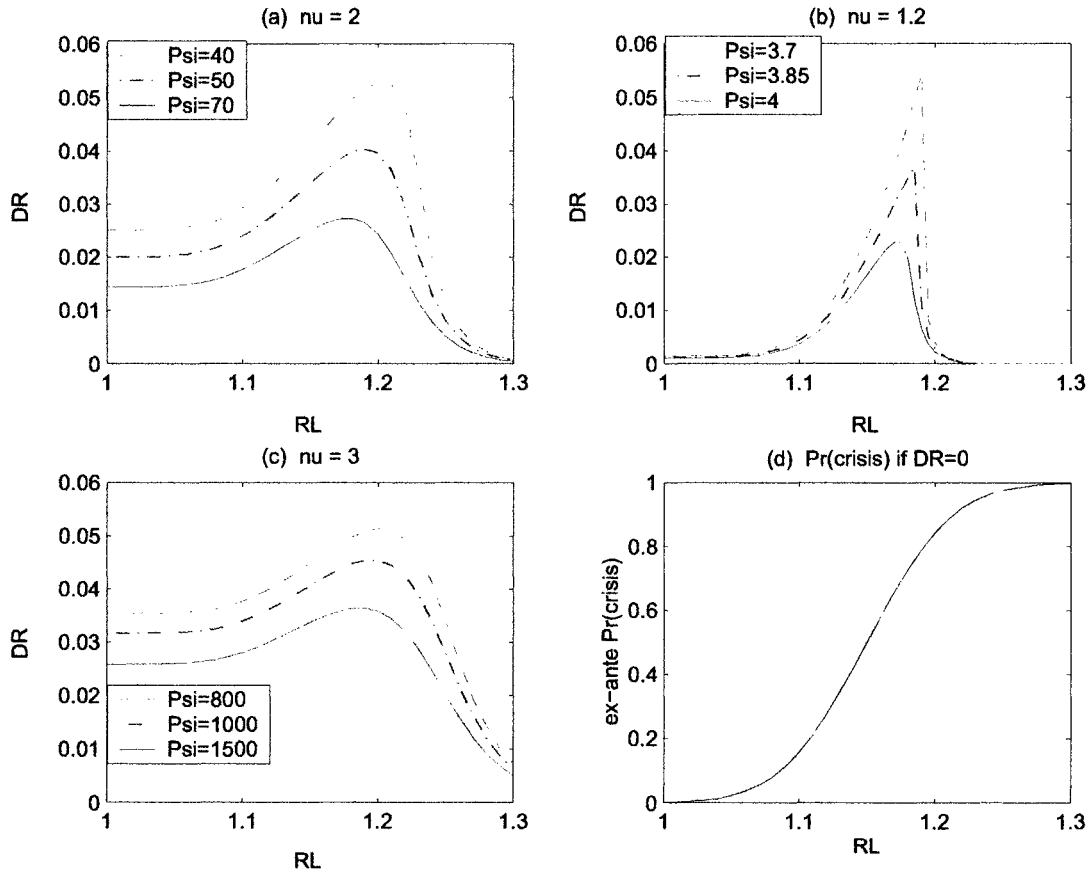 (a) nu = 2
0.06
0.05
0.04
0.03
0.02
0.01
0
DR
Psi=40
Psi=50
Psi=70
1
1.1
1.2
1.3
RL
(b) nu = 1.2
0.06
0.05
0.04
0.03
0.02
0.01
0
DR
Psi=3.7
Psi=3.85
Psi=4
1
1.1
1.2
1.3
RL
(c) nu = 3
0.06
0.05
0.04
0.03
0.02
0.01
0
DR
Psi=800
Psi=1000
Psi=1500
1
1.1
1.2
1.3
RL
(d) Pr(crisis) if DR=0
1
0.8
0.6
0.4
0.2
0
ex-ante Pr(crisis)
1
1.1
1.2
1.3
RL